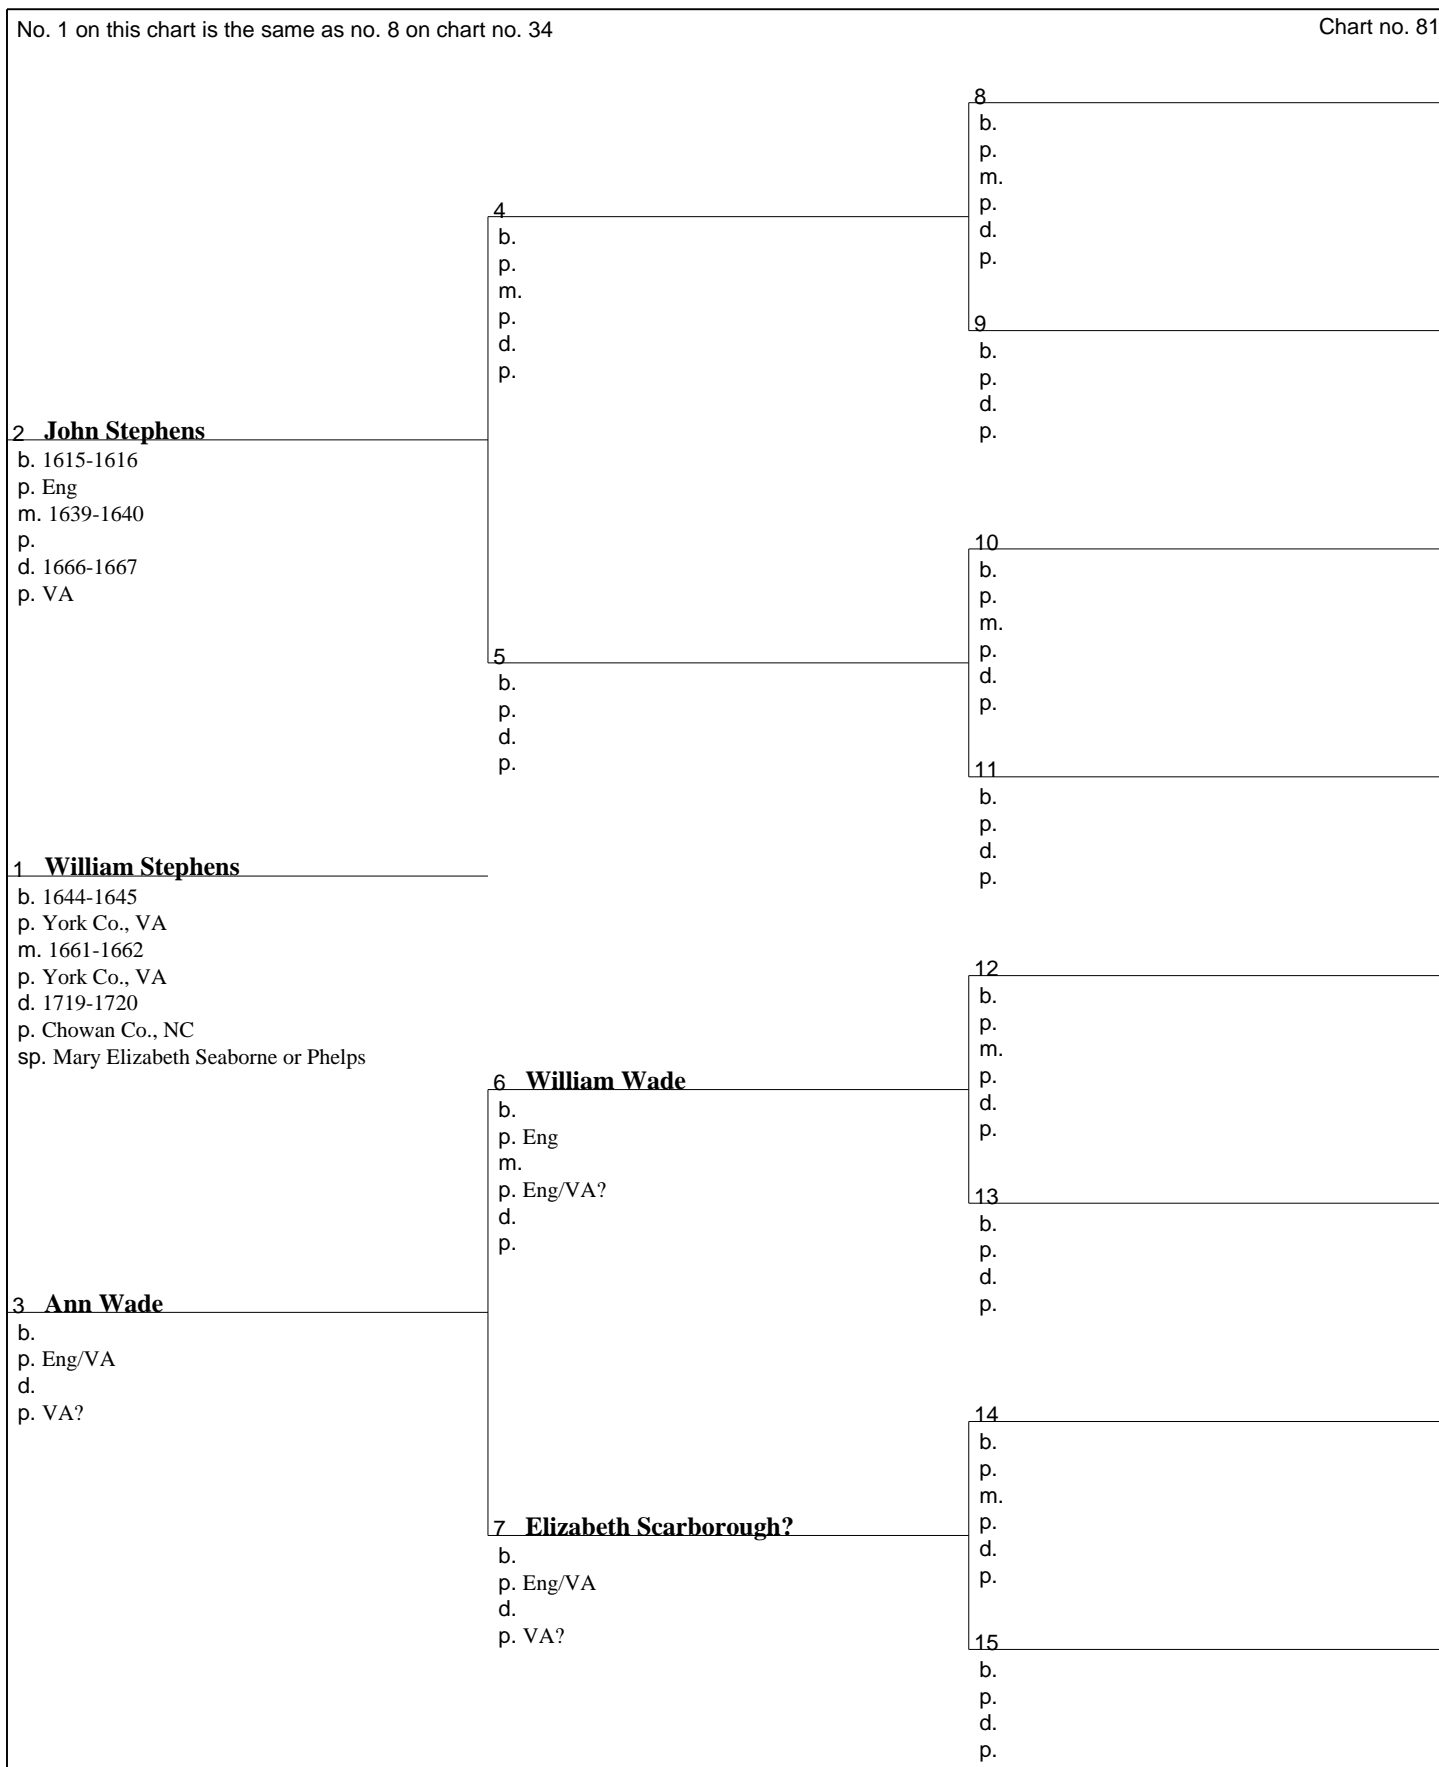 No. 1 on this chart is the same as no. 8 on chart no. 34
Chart no. 81
8
b.
p.
m.
p.
d.
p.
4
b.
p.
m.
p.
d.
p.
9
b.
p.
d.
p.
2 John Stephens
b. 1615-1616
p. Eng
m. 1639-1640
p.
d. 1666-1667
p. VA
10
b.
p.
m.
p.
d.
p.
5
b.
p.
d.
p.
11
b.
p.
d.
p.
1 William Stephens
b. 1644-1645
p. York Co., VA
m. 1661-1662
p. York Co., VA
d. 1719-1720
p. Chowan Co., NC
sp. Mary Elizabeth Seaborne or Phelps
12
b.
p.
m.
p.
d.
p.
6 William Wade
b.
p. Eng
m.
p. Eng/VA?
d.
p.
13
b.
p.
d.
p.
3 Ann Wade
b.
p. Eng/VA
d.
p. VA?
14
b.
p.
m.
p.
d.
p.
7 Elizabeth Scarborough?
b.
p. Eng/VA
d.
p. VA?
15
b.
p.
d.
p.